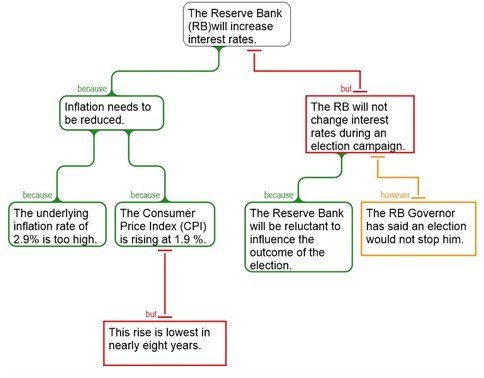 The Reserve Bank
(RB)will increase
interest rates.
because
but
Inflation needs to
be reduced.
The RB will not
change interest
rates during an
election campaign.
because
because
because
however
The underlying
inflation rate of
2.9% is too high.
The Consumer
Price Index (CPI)
is rising at 1.9 %.
The Reserve Bank
will be reluctant to
influence the
outcome of the
election.
The RB Governor
has said an election
would not stop him.
but
This rise is lowest in
nearly eight years.